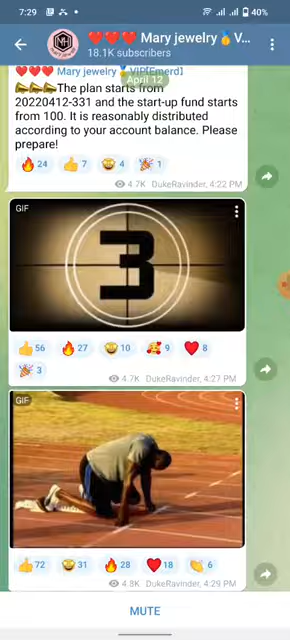 7:29
40%
Mary jewelry🥇V...
18.1K subscribers
❤️❤️❤️ Mary jewelry🥇VIP[Emerd]
April 12
📣📣📣The plan starts from
20220412-331 and the start-up fund starts
from 100. It is reasonably distributed
according to your account balance. Please
prepare!
24 7 4 1
4.7K DukeRavinder, 4:22 PM
GIF
3
56 27 10 9 8
3
4.7K DukeRavinder, 4:27 PM
GIF
72 31 28 18 6
4.8K DukeRavinder, 4:29 PM
MUTE